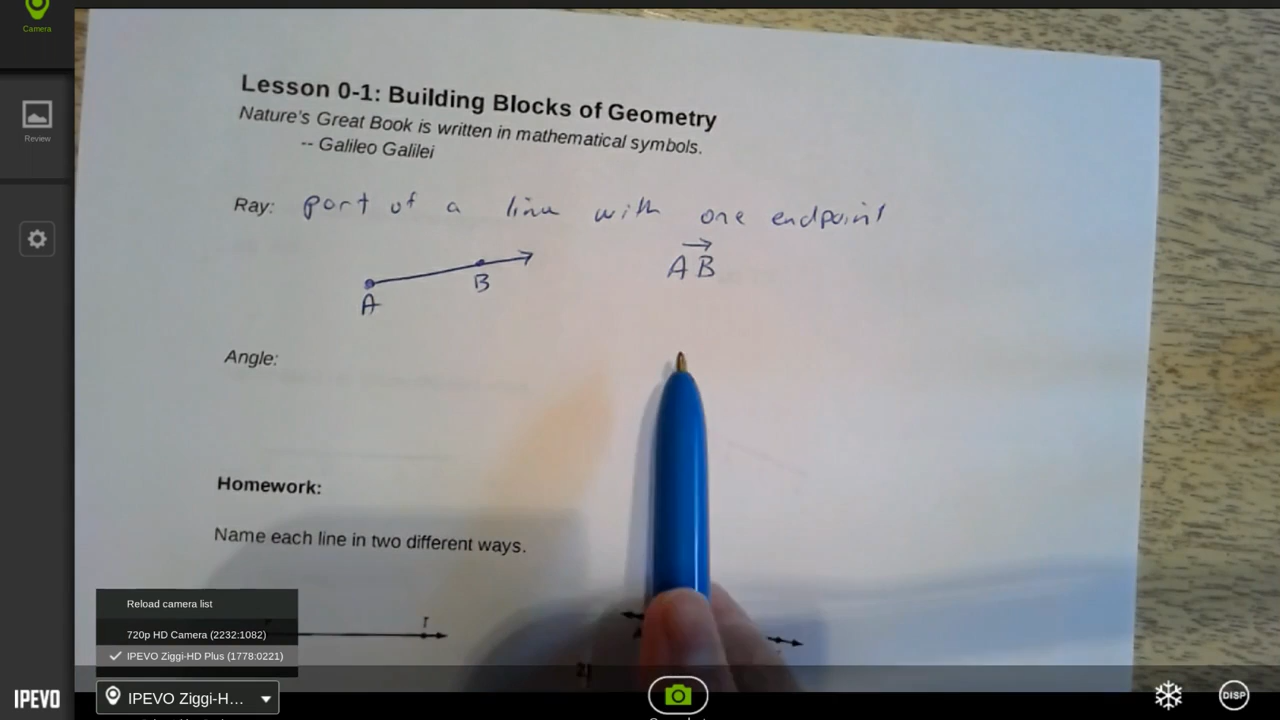 Camera
Lesson 0-1: Building Blocks of Geometry
Nature's Great Book is written in mathematical symbols.
-- Galileo Galilei
Review
Ray: part of a line with one endpoint
AB
B
A
Angle:
Homework:
Name each line in two different ways.
Reload camera list
720p HD Camera (2232:1082)
IPEVO Ziggi-HD Plus (1778:0221)
2)
IPEVO
IPEVO Ziggi-H...
DISP